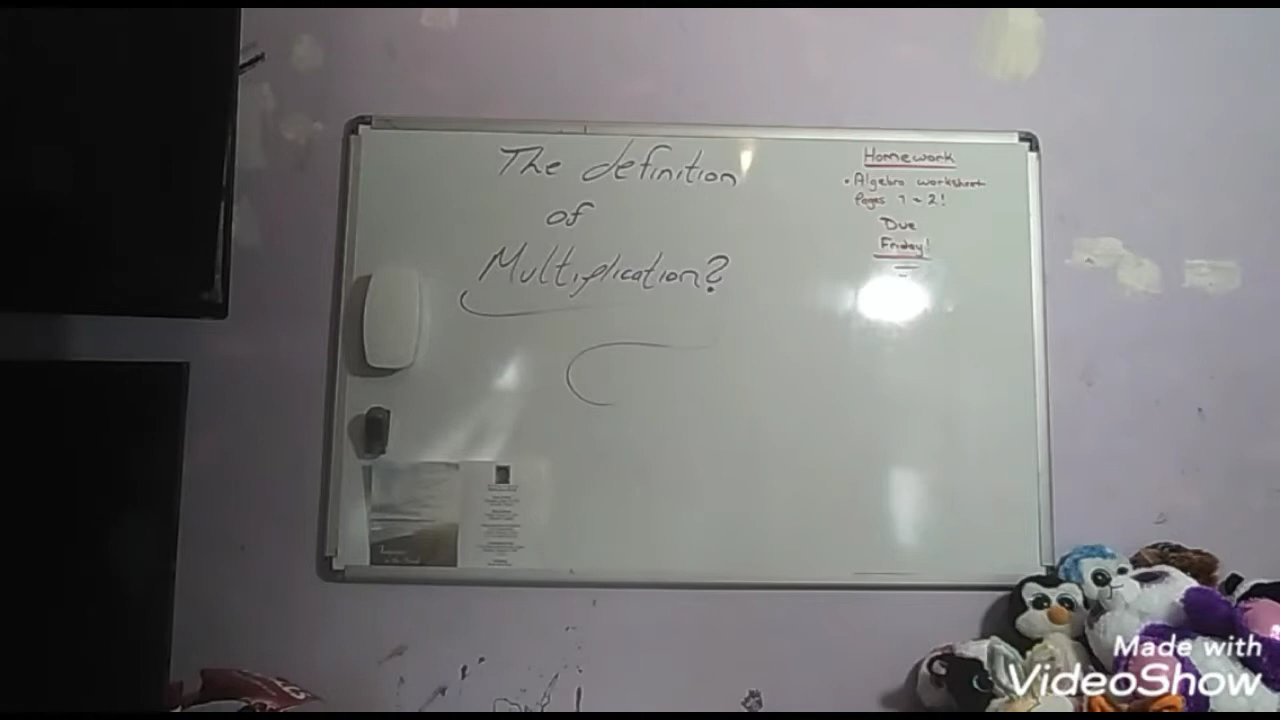 The definition
of
Multiplication?
Homework
• Algebra worksheet
Pages 1 + 2!
Due
Friday!
Made with
VideoShow